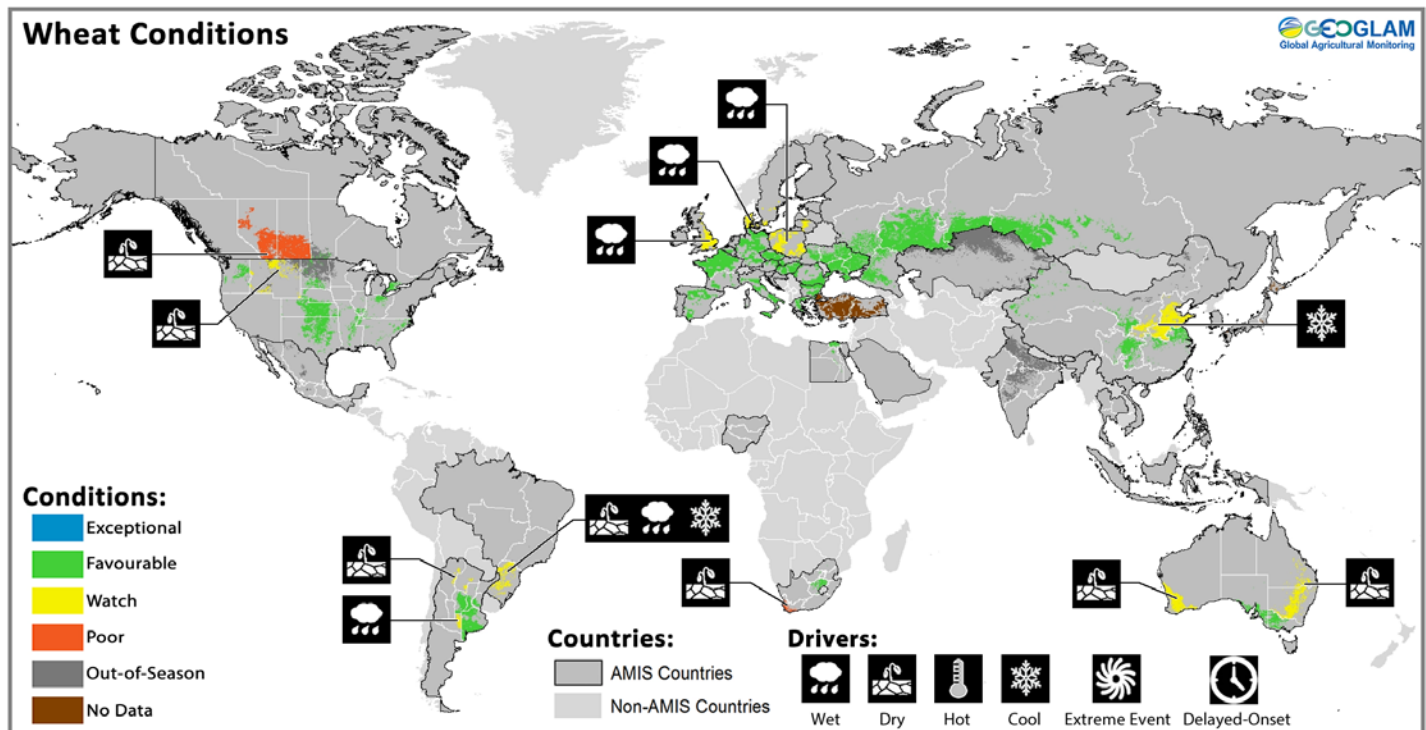 Wheat Conditions
GEOGLAM
Global Agricultural Monitoring
Conditions:
Exceptional
Favourable
Watch
Poor
Out-of-Season
No Data
Countries:
AMIS Countries
Non-AMIS Countries
Drivers:
Wet
Dry
Hot
Cool
Extreme Event
Delayed-Onset